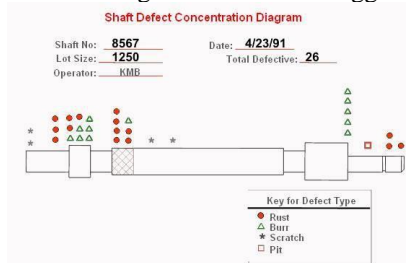 Shaft Defect Concentration Diagram
Shaft No: 8567 Date: 4/23/91
Lot Size: 1250 Total Defective: 26
Operator: KMB
Key for Defect Type
Rust
Burr
Scratch
Pit